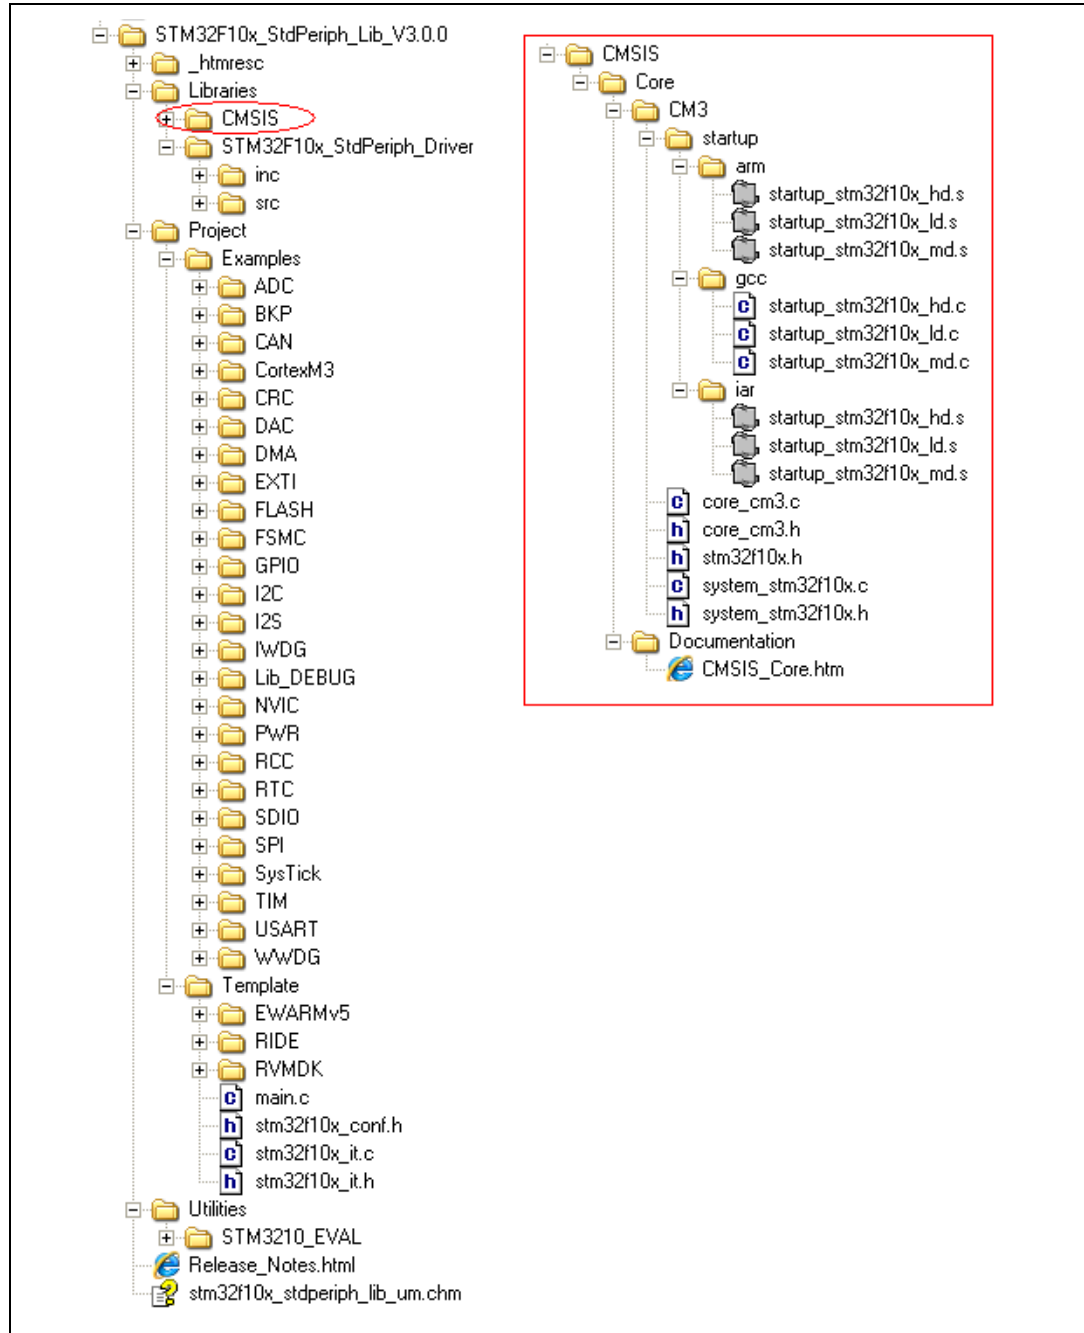 STM32F10x_StdPeriph_Lib_V3.0.0
_htmresc
Libraries
CMSIS
STM32F10x_StdPeriph_Driver
inc
src
Project
Examples
ADC
BKP
CAN
CortexM3
CRC
DAC
DMA
EXTI
FLASH
FSMC
GPIO
I2C
I2S
IWDG
Lib_DEBUG
NVIC
PWR
RCC
RTC
SDIO
SPI
SysTick
TIM
USART
WWDG
Template
EWARMv5
RIDE
RVMDK
main.c
stm32f10x_conf.h
stm32f10x_it.c
stm32f10x_it.h
Utilities
STM3210_EVAL
Release_Notes.html
stm32f10x_stdperiph_lib_um.chm
CMSIS
Core
CM3
startup
arm
startup_stm32f10x_hd.s
startup_stm32f10x_ld.s
startup_stm32f10x_md.s
gcc
startup_stm32f10x_hd.c
startup_stm32f10x_ld.c
startup_stm32f10x_md.c
iar
startup_stm32f10x_hd.s
startup_stm32f10x_ld.s
startup_stm32f10x_md.s
core_cm3.c
core_cm3.h
stm32f10x.h
system_stm32f10x.c
system_stm32f10x.h
Documentation
CMSIS_Core.htm